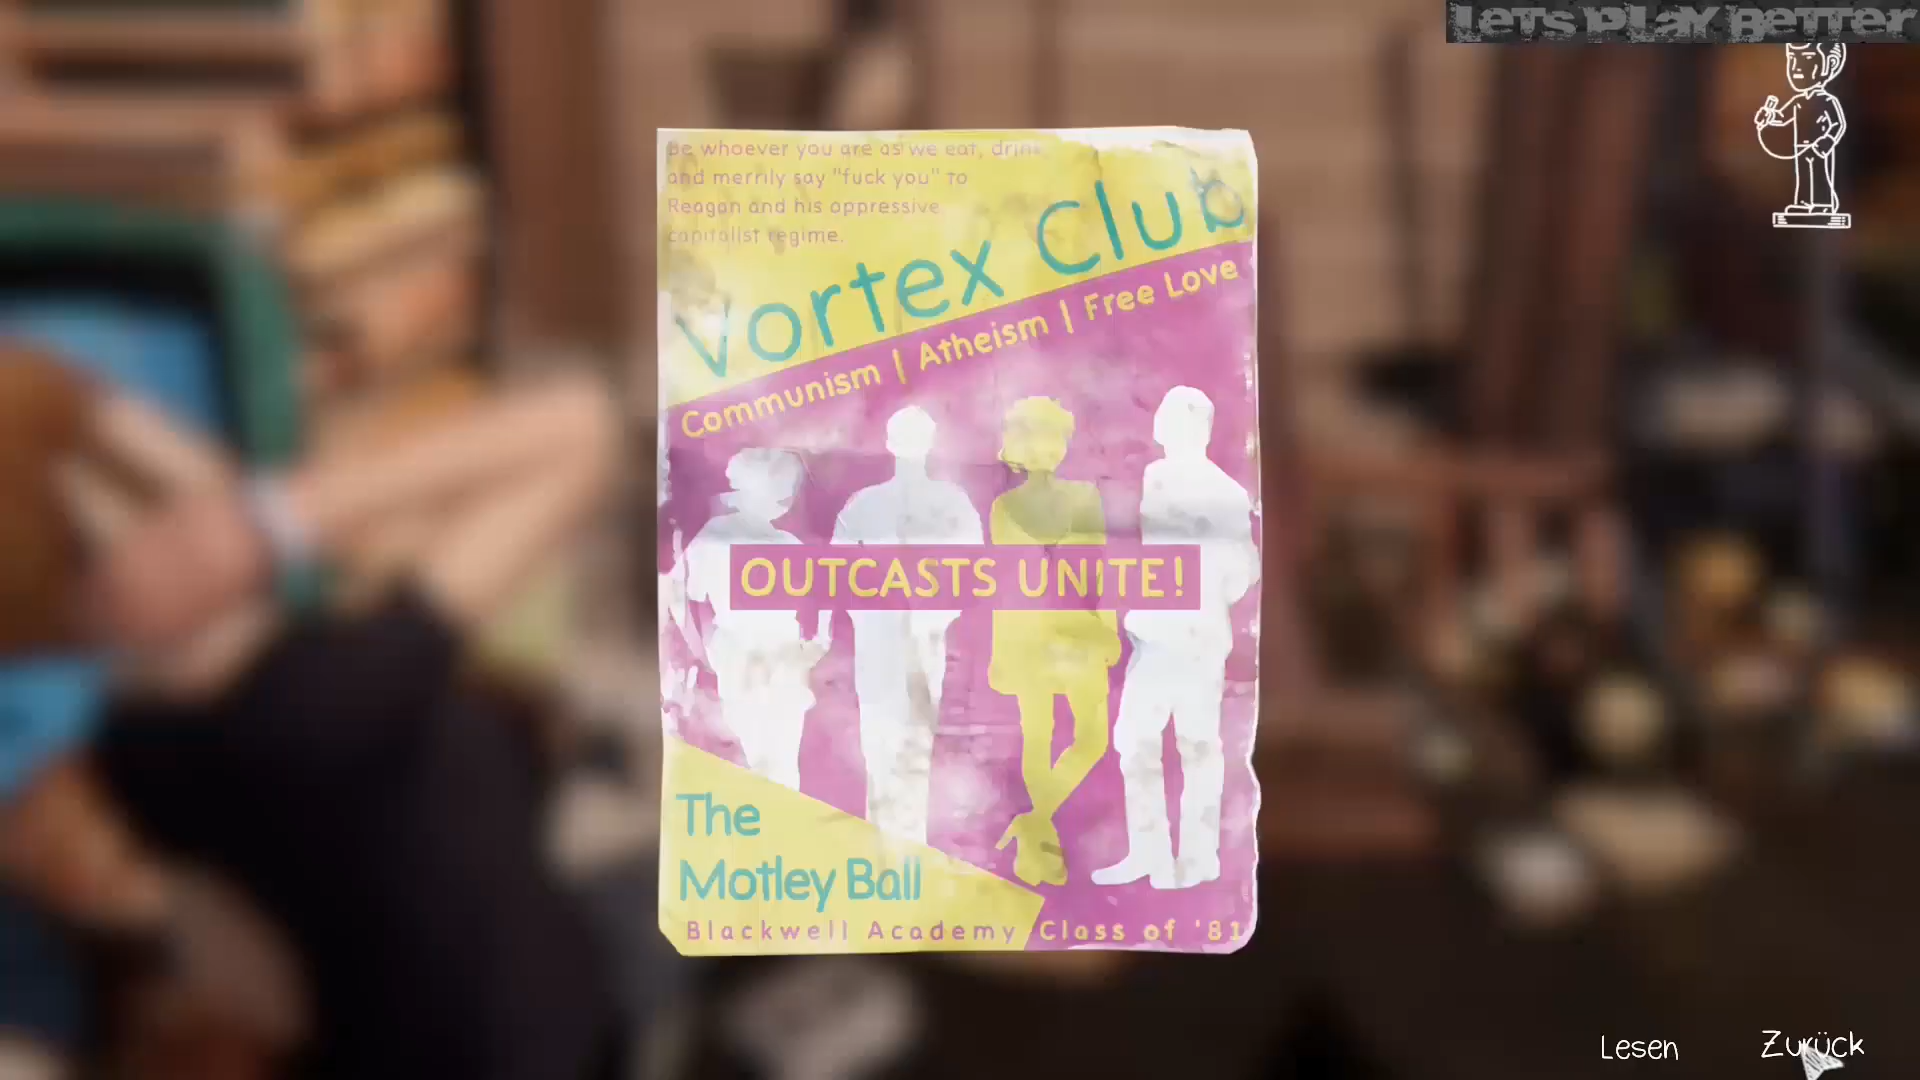 LETS PLAY BETTER
Be whoever you are as we eat, drink
and merrily say "fuck you" to
Reagan and his oppressive
capitalist regime.
Vortex Club
Communism | Atheism | Free Love
OUTCASTS UNITE!
The
Motley Ball
Blackwell Academy Class of '81
Lesen Zurück